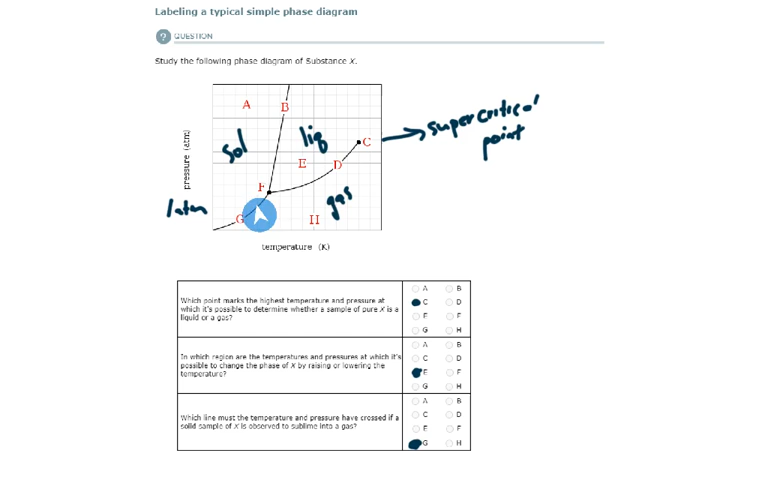 Labeling a typical simple phase diagram
? QUESTION
Study the following phase diagram of Substance X.
A
B
sol
liq
C
supercritical
point
E
D
pressure (atm)
F
gas
1 atm
G
H
temperature (K)
Which point marks the highest temperature and pressure at
which it's possible to determine whether a sample of pure X is a
liquid or a gas?
A B
C D
E F
G H
In which region are the temperatures and pressures at which it's
possible to change the phase of X by raising or lowering the
temperature?
A B
C D
E F
G H
Which line must the temperature and pressure have crossed if a
solid sample of X is observed to sublime into a gas?
A B
C D
E F
G H